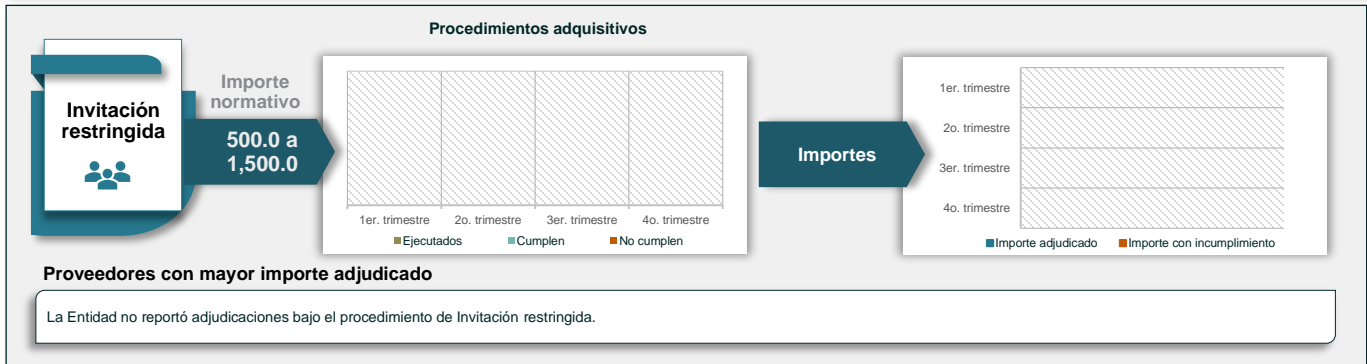 Procedimientos adquisitivos
Invitación
restringida
Importe
normativo
500.0 a
1,500.0
1er. trimestre
2o. trimestre
3er. trimestre
4o. trimestre
Ejecutados
Cumplen
No cumplen
Importes
1er. trimestre
2o. trimestre
3er. trimestre
4o. trimestre
Importe adjudicado
Importe con incumplimiento
Proveedores con mayor importe adjudicado
La Entidad no reportó adjudicaciones bajo el procedimiento de Invitación restringida.